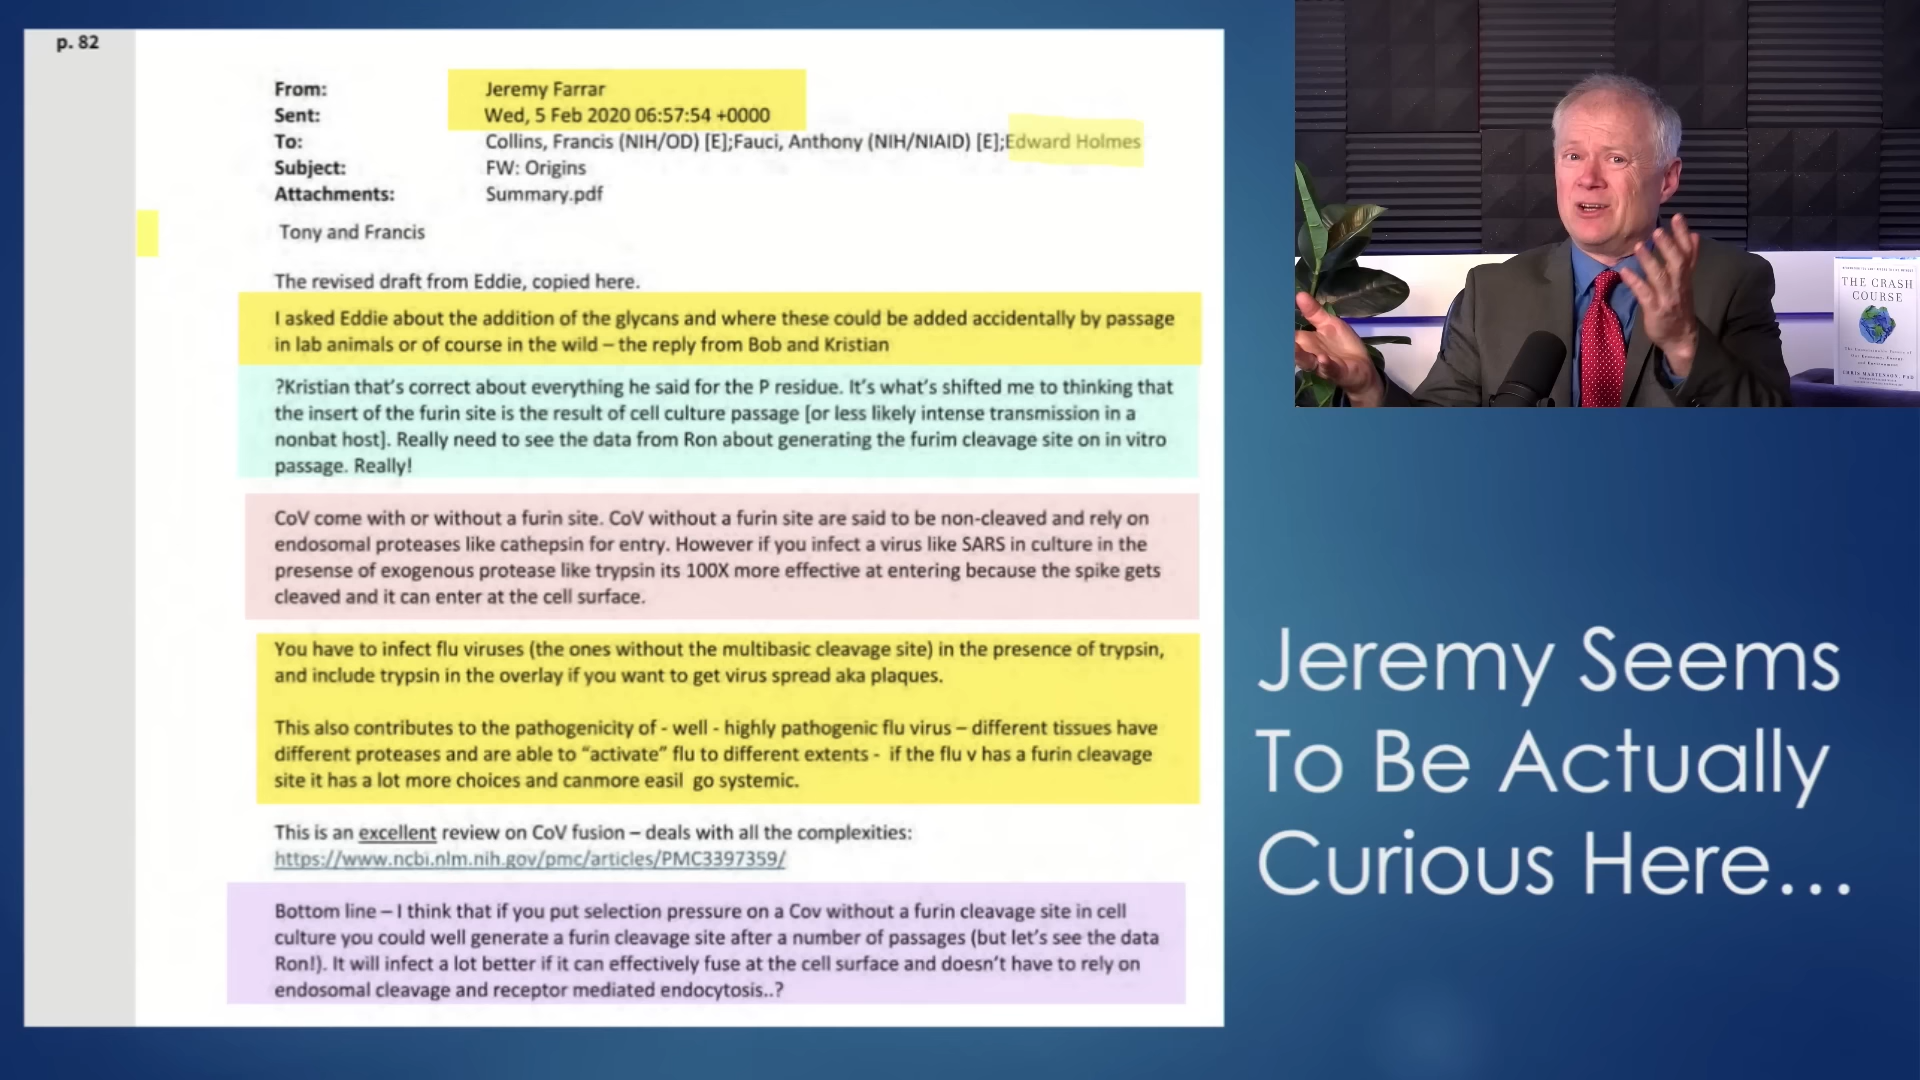 p. 82
From: Jeremy Farrar
Sent: Wed, 5 Feb 2020 06:57:54 +0000
To: Collins, Francis (NIH/OD) [E];Fauci, Anthony (NIH/NIAID) [E];Edward Holmes
Subject: FW: Origins
Attachments: Summary.pdf
Tony and Francis
The revised draft from Eddie, copied here.
I asked Eddie about the addition of the glycans and where these could be added accidentally by passage
in lab animals or of course in the wild – the reply from Bob and Kristian
?Kristian that's correct about everything he said for the P residue. It's what's shifted me to thinking that
the insert of the furin site is the result of cell culture passage [or less likely intense transmission in a
nonbat host]. Really need to see the data from Ron about generating the furim cleavage site on in vitro
passage. Really!
CoV come with or without a furin site. CoV without a furin site are said to be non-cleaved and rely on
endosomal proteases like cathepsin for entry. However if you infect a virus like SARS in culture in the
presense of exogenous protease like trypsin its 100X more effective at entering because the spike gets
cleaved and it can enter at the cell surface.
You have to infect flu viruses (the ones without the multibasic cleavage site) in the presence of trypsin,
and include trypsin in the overlay if you want to get virus spread aka plaques.
This also contributes to the pathogenicity of - well - highly pathogenic flu virus – different tissues have
different proteases and are able to “activate” flu to different extents - if the flu v has a furin cleavage
site it has a lot more choices and canmore easil go systemic.
This is an excellent review on CoV fusion – deals with all the complexities:
https://www.ncbi.nlm.nih.gov/pmc/articles/PMC3397359/
Bottom line – I think that if you put selection pressure on a Cov without a furin cleavage site in cell
culture you could well generate a furin cleavage site after a number of passages (but let's see the data
Ron!). It will infect a lot better if it can effectively fuse at the cell surface and doesn't have to rely on
endosomal cleavage and receptor mediated endocytosis..?
THE CRASH
COURSE
CHRIS MARTENSON, PHD
Jeremy Seems
To Be Actually
Curious Here...